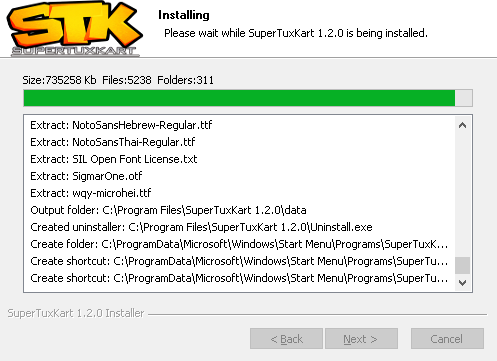 STK
SUPERTUXKART
Installing
Please wait while SuperTuxKart 1.2.0 is being installed.
Size:735258 Kb Files:5238 Folders:311
Extract: NotoSansHebrew-Regular.ttf
Extract: NotoSansThai-Regular.ttf
Extract: SIL Open Font License.txt
Extract: SigmarOne.otf
Extract: wqy-microhei.ttf
Output folder: C:\Program Files\SuperTuxKart 1.2.0\data
Created uninstaller: C:\Program Files\SuperTuxKart 1.2.0\Uninstall.exe
Create folder: C:\ProgramData\Microsoft\Windows\Start Menu\Programs\SuperTuxK...
Create shortcut: C:\ProgramData\Microsoft\Windows\Start Menu\Programs\SuperTu...
Create shortcut: C:\ProgramData\Microsoft\Windows\Start Menu\Programs\SuperTu...
SuperTuxKart 1.2.0 Installer
< Back Next > Cancel